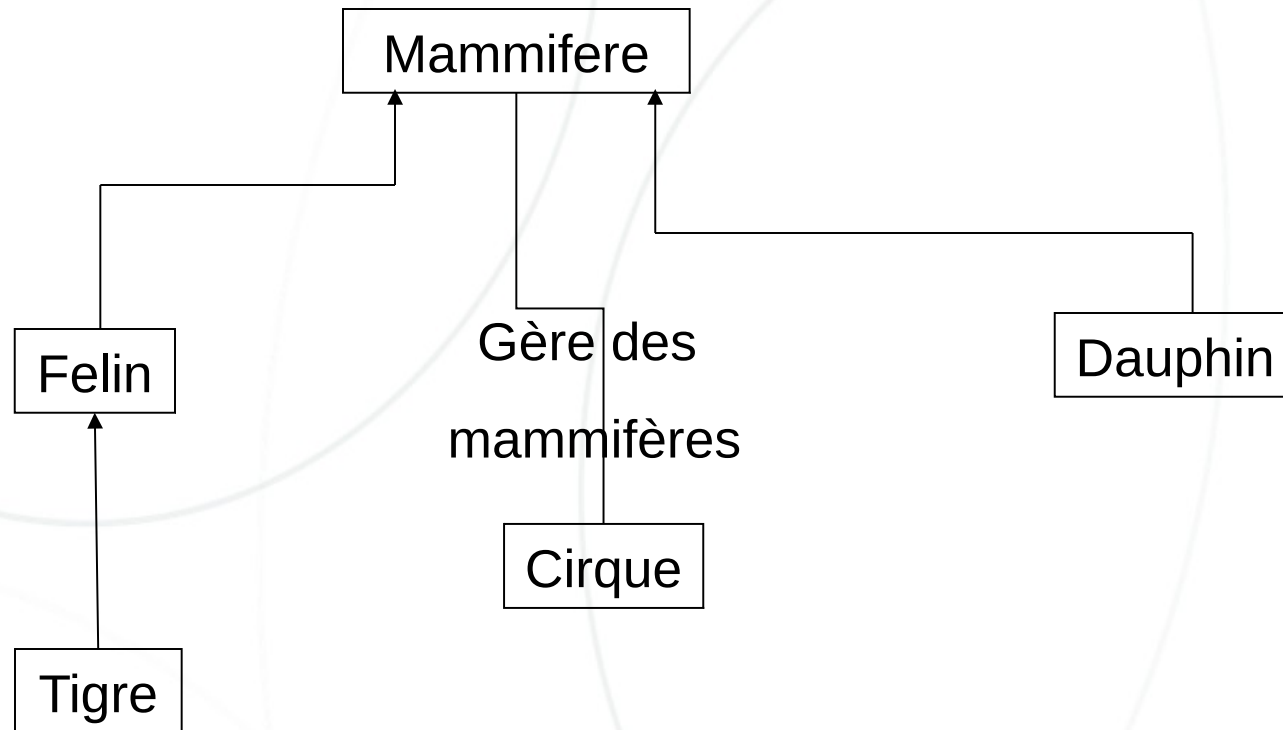 Mammifere
Gère des
mammifères
Felin
Dauphin
Cirque
Tigre